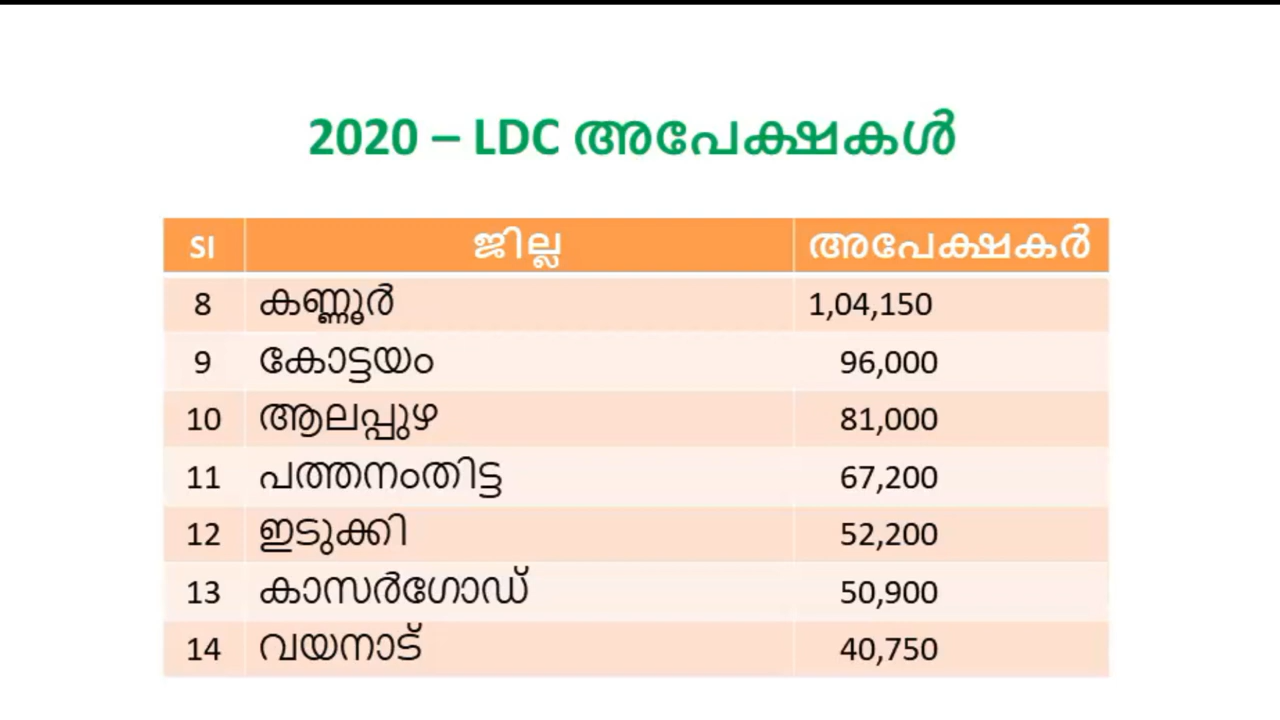 2020 – LDC അപേക്ഷകൾ
Sl ജില്ല അപേക്ഷകർ
8 കണ്ണൂർ 1,04,150
9 കോട്ടയം 96,000
10 ആലപ്പുഴ 81,000
11 പത്തനംതിട്ട 67,200
12 ഇടുക്കി 52,200
13 കാസർഗോഡ് 50,900
14 വയനാട് 40,750